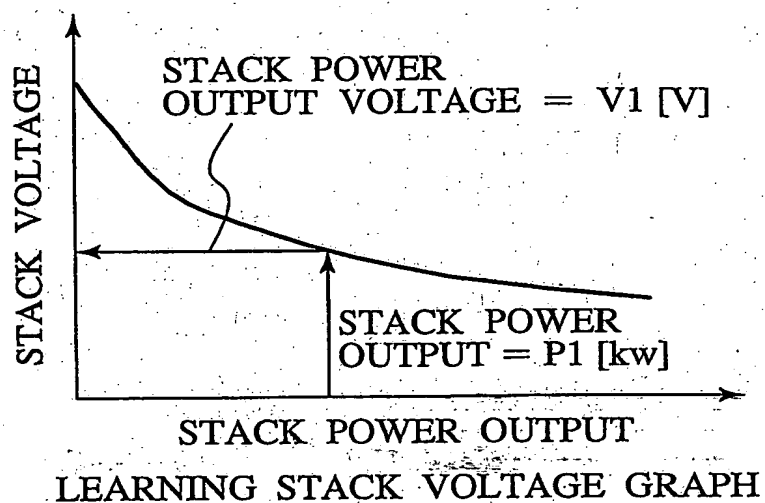 STACK POWER
OUTPUT VOLTAGE = V1 [V]
STACK VOLTAGE
STACK POWER
OUTPUT = P1 [kw]
STACK POWER OUTPUT
LEARNING STACK VOLTAGE GRAPH